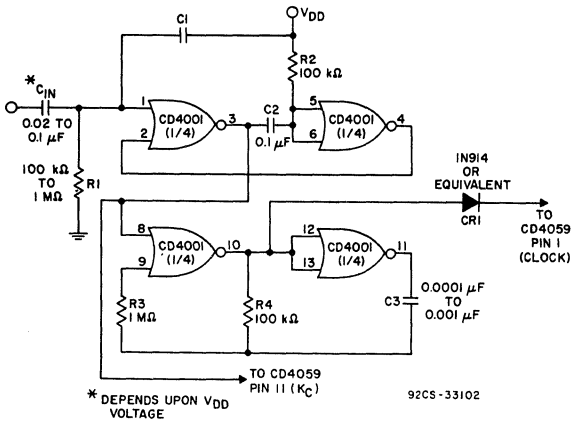 C1
VDD
*CIN
R2
100 kΩ
1
CD4001
(1/4)
3
2
C2
0.1 µF
5
CD4001
(1/4)
4
6
0.02 TO
0.1 µF
100 kΩ
TO
1 MΩ
R1
1N914
OR
EQUIVALENT
CR1
TO
CD4059
PIN 1
(CLOCK)
8
CD4001
(1/4)
10
9
12
CD4001
(1/4)
11
13
R3
1 MΩ
R4
100 kΩ
C3
0.0001 µF
TO
0.001 µF
TO CD4059
PIN 11 (KC)
* DEPENDS UPON VDD
VOLTAGE
92CS-33102